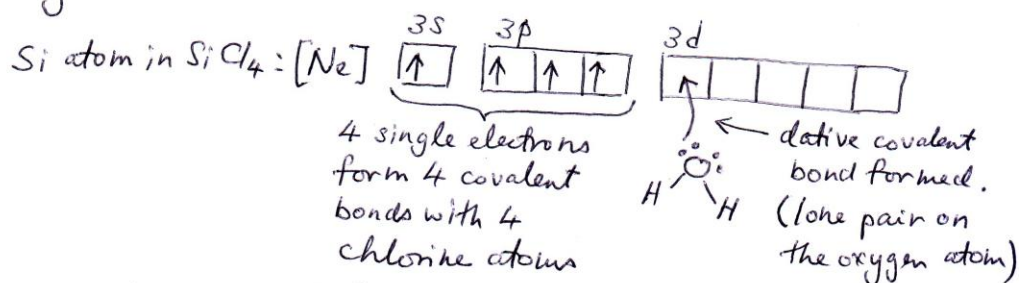 3s 3p 3d
Si atom in SiCl4 : [Ne] ↑ ↑ ↑ ↑
4 single electrons
form 4 covalent
bonds with 4
chlorine atoms
H O H
dative covalent
bond formed.
(lone pair on
the oxygen atom)